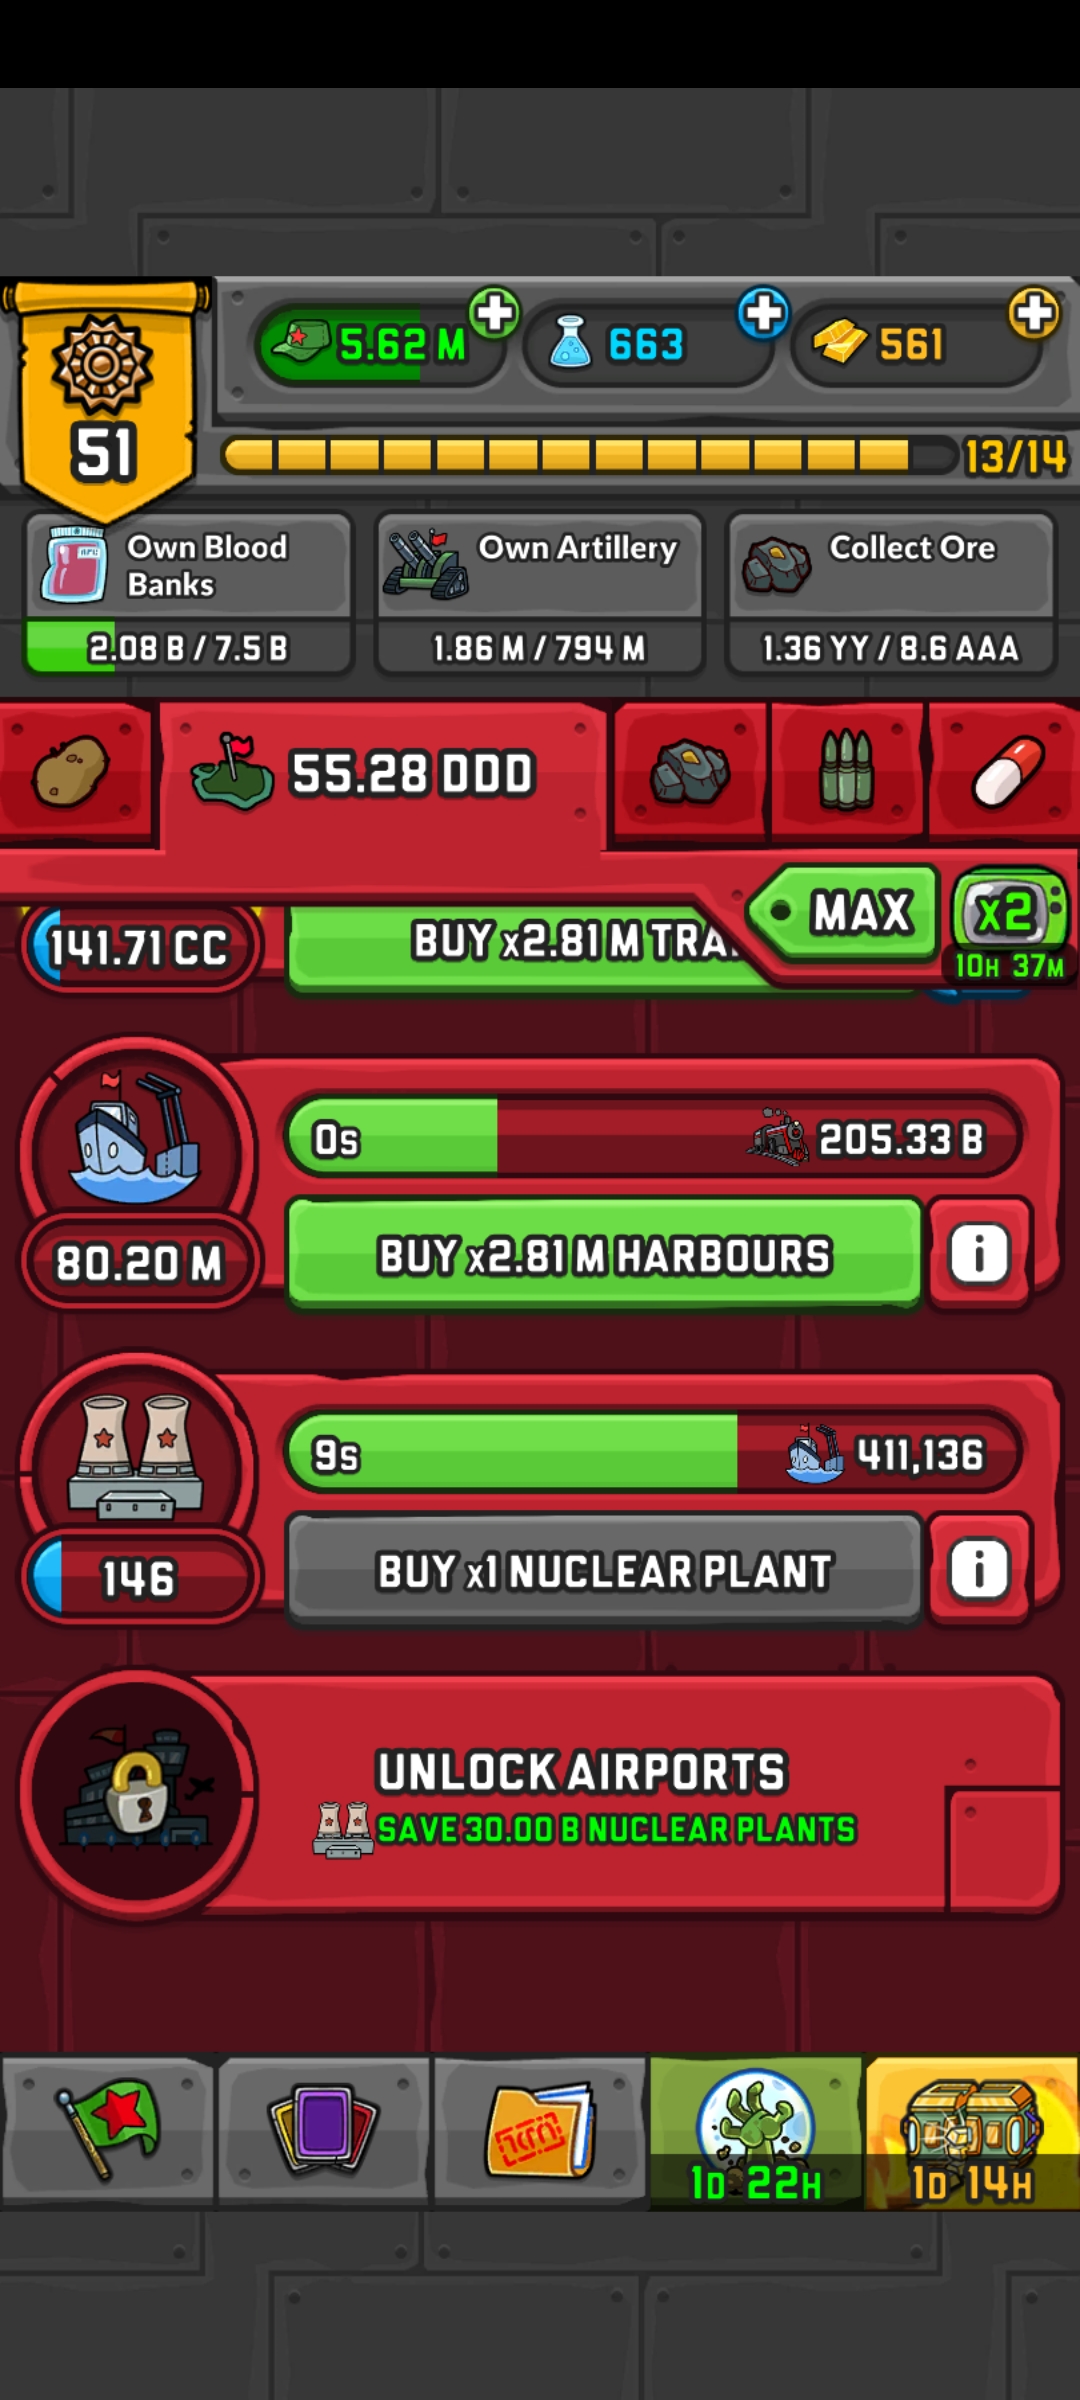 5.62 M
663
561
51
13/14
Own Blood
Banks
Own Artillery
Collect Ore
2.08 B / 7.5 B
1.86 M / 794 M
1.36 YY / 8.6 AAA
55.28 DDD
MAX
x2
10H 37M
141.71 CC
BUY x2.81 M TRA
0s
205.33 B
80.20 M
BUY x2.81 M HARBOURS
i
9s
411,136
146
BUY x1 NUCLEAR PLANT
i
UNLOCK AIRPORTS
SAVE 30.00 B NUCLEAR PLANTS
1D 22H
1D 14H